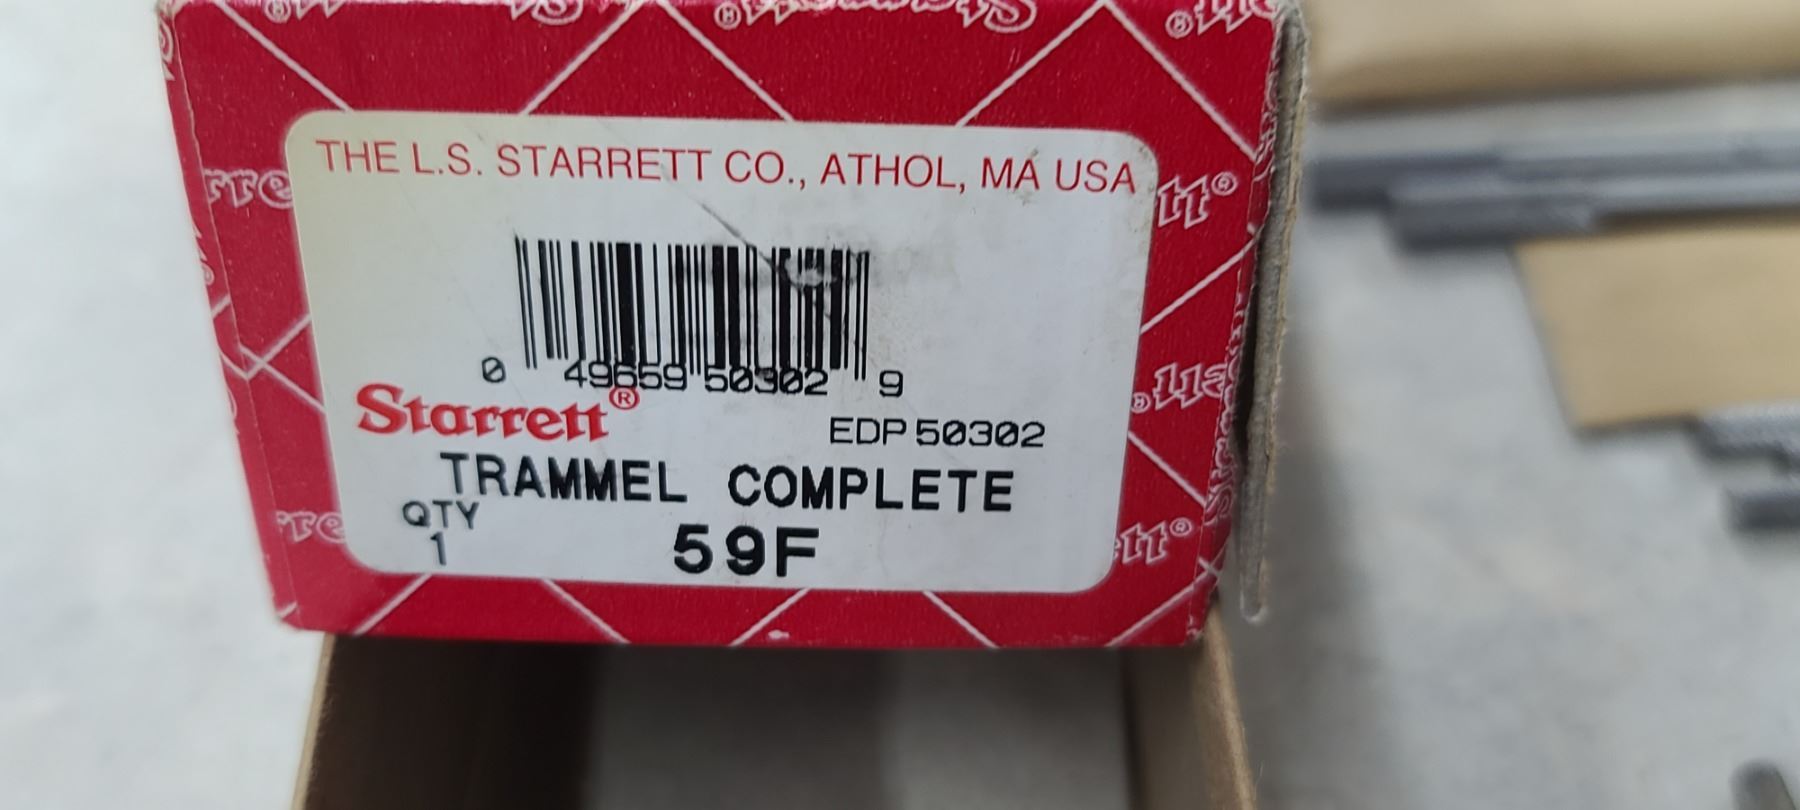 THE L.S. STARRETT CO., ATHOL, MA USA
0 49659 50302 9
Starrett®
EDP 50302
TRAMMEL COMPLETE
QTY
1
59F